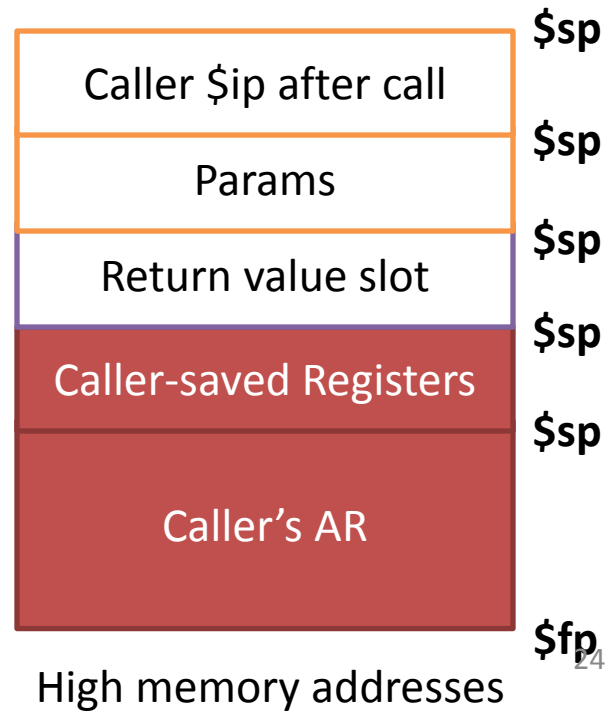 $sp
Caller $ip after call
$sp
Params
$sp
Return value slot
$sp
Caller-saved Registers
$sp
Caller’s AR
$fp
24
High memory addresses